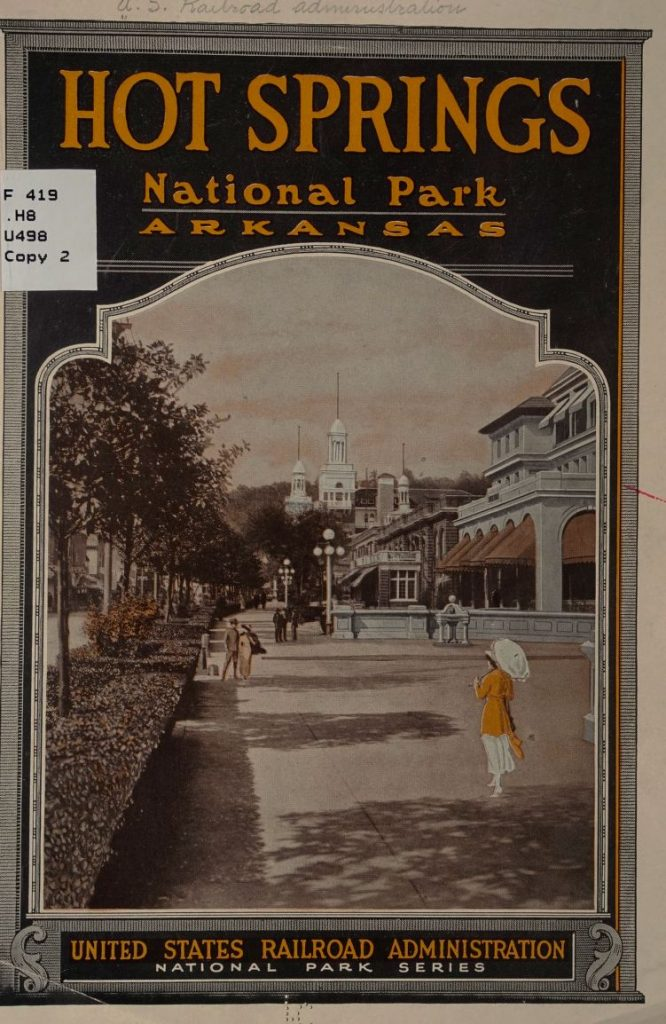 U. S. Railroad administration
HOT SPRINGS
National Park
ARKANSAS
F 419
.H8
U498
Copy 2
UNITED STATES RAILROAD ADMINISTRATION
NATIONAL PARK SERIES